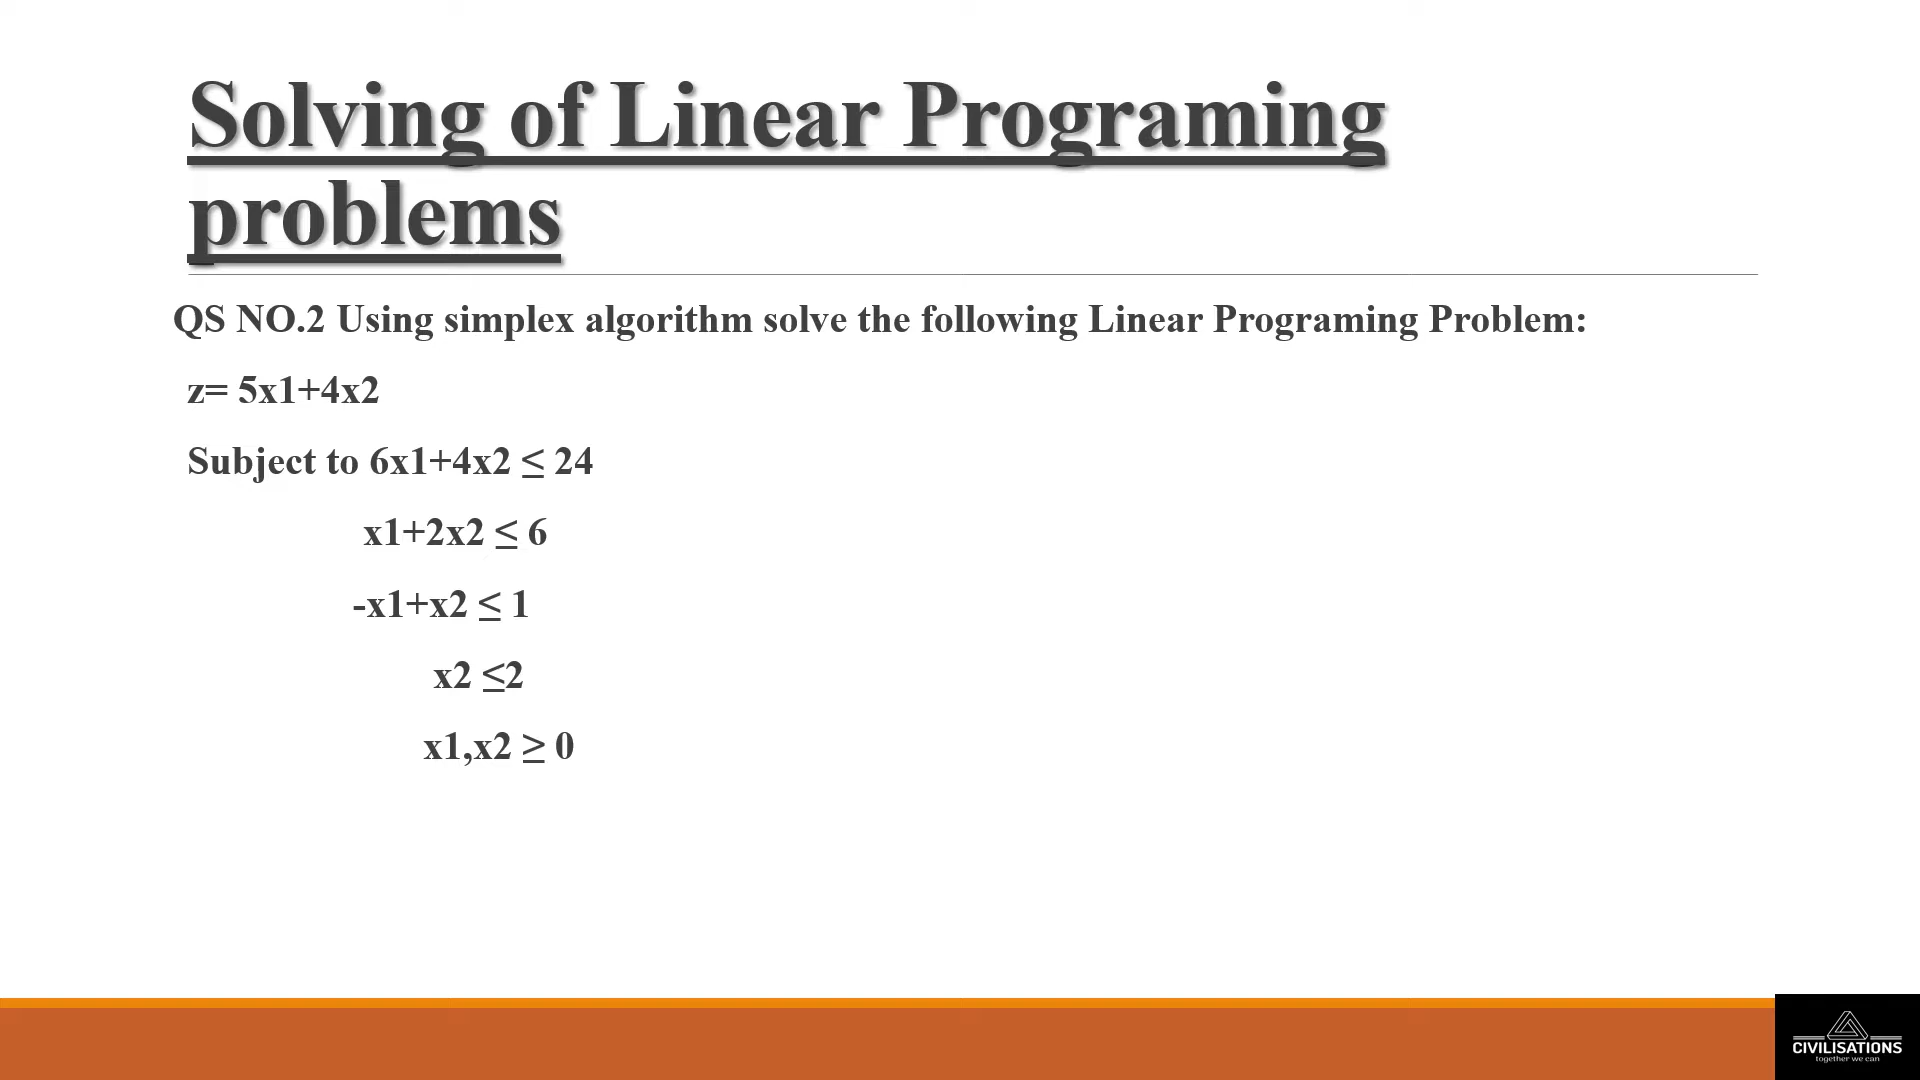 Solving of Linear Programing
problems
QS NO.2 Using simplex algorithm solve the following Linear Programing Problem:
z= 5x1+4x2
Subject to 6x1+4x2 ≤ 24
x1+2x2 ≤ 6
-x1+x2 ≤ 1
x2 ≤2
x1,x2 ≥ 0
CIVILISATIONS
together we can